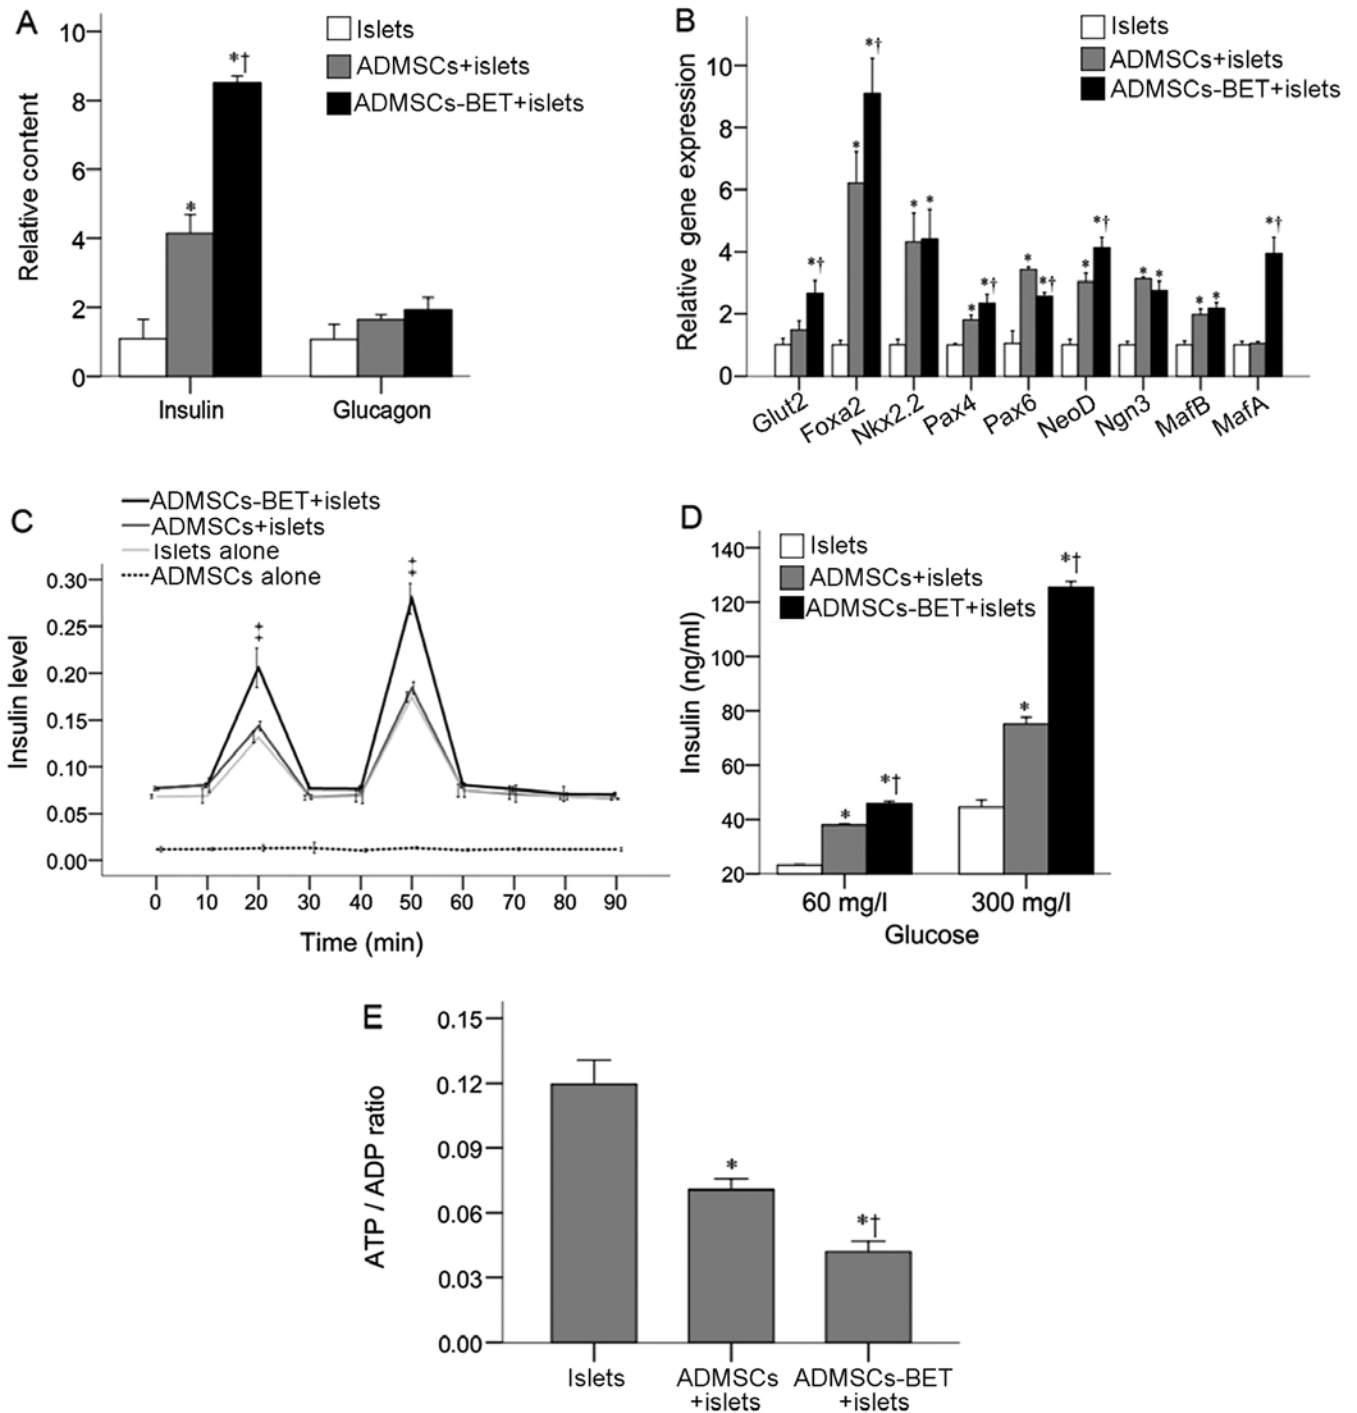 A
Relative content
10
8
6
4
2
0
Islets
ADMSCs+islets
ADMSCs-BET+islets
*
*†
Insulin
Glucagon
B
Relative gene expression
10
8
6
4
2
0
Islets
ADMSCs+islets
ADMSCs-BET+islets
*†
*
*†
*
*
*
*†
*
*†
*
*†
*
*
*
*
*†
Glut2
Foxa2
Nkx2.2
Pax4
Pax6
NeoD
Ngn3
MafB
MafA
C
ADMSCs-BET+islets
ADMSCs+islets
Islets alone
ADMSCs alone
Insulin level
0.30
0.25
0.20
0.15
0.10
0.05
0.00
‡
‡
0 10 20 30 40 50 60 70 80 90
Time (min)
D
Insulin (ng/ml)
140
120
100
80
60
40
20
Islets
ADMSCs+islets
ADMSCs-BET+islets
*
*†
*
*†
60 mg/l
300 mg/l
Glucose
E
ATP / ADP ratio
0.15
0.12
0.09
0.06
0.03
0.00
*
*†
Islets
ADMSCs
+islets
ADMSCs-BET
+islets